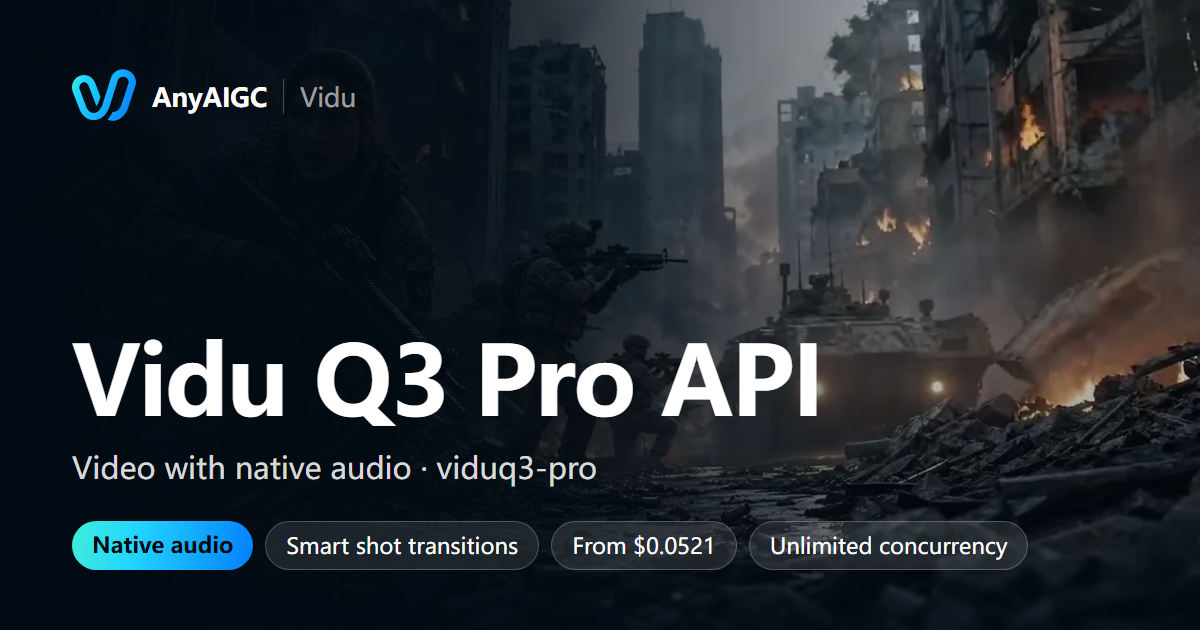 AnyAIGC | Vidu
Vidu Q3 Pro API
Video with native audio · viduq3-pro
Native audio
Smart shot transitions
From $0.0521
Unlimited concurrency